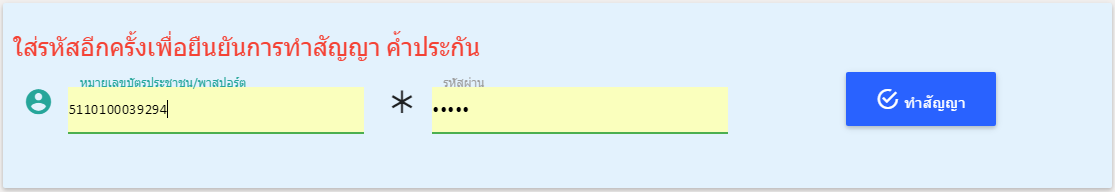 ใส่รหัสอีกครั้งเพื่อยืนยันการทำสัญญา ค้ำประกัน
หมายเลขบัตรประชาชน/พาสปอร์ต
รหัสผ่าน
5110100039294
•••••
ทำสัญญา